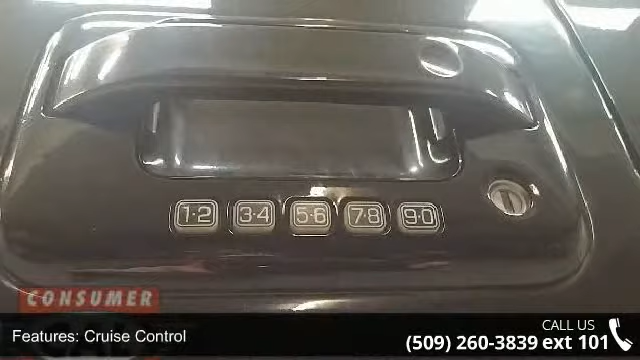 1·2 3·4 5·6 7·8 9·0
CONSUMER
Features: Cruise Control
CALL US
(509) 260-3839 ext 101